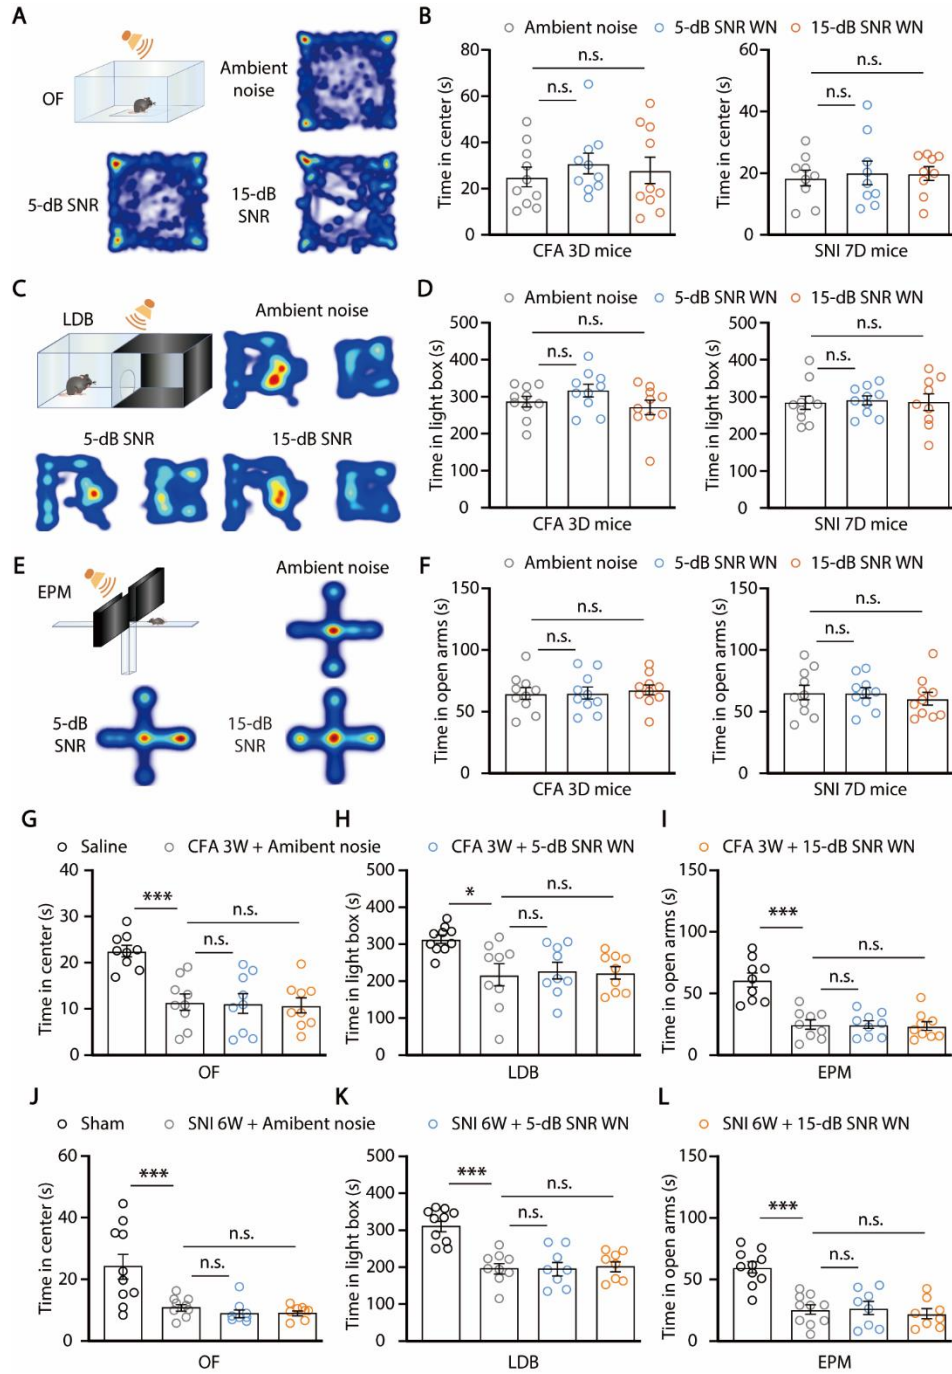 A
OF
Ambient
noise
5-dB SNR
15-dB
SNR
B
Ambient noise
5-dB SNR WN
15-dB SNR WN
Time in center (s)
80
60
40
20
0
n.s.
n.s.
CFA 3D mice
Time in center (s)
60
40
20
0
n.s.
n.s.
SNI 7D mice
C
LDB
Ambient noise
5-dB SNR
15-dB SNR
D
Ambient noise
5-dB SNR WN
15-dB SNR WN
Time in light box (s)
500
400
300
200
100
0
n.s.
n.s.
CFA 3D mice
Time in light box (s)
500
400
300
200
100
0
n.s.
n.s.
SNI 7D mice
E
EPM
Ambient noise
5-dB
SNR
15-dB
SNR
F
Ambient noise
5-dB SNR WN
15-dB SNR WN
Time in open arms (s)
150
100
50
0
n.s.
n.s.
CFA 3D mice
Time in open arms (s)
150
100
50
0
n.s.
n.s.
SNI 7D mice
G
H
I
Saline
CFA 3W + Amibent nosie
CFA 3W + 5-dB SNR WN
CFA 3W + 15-dB SNR WN
Time in center (s)
40
30
20
10
0
***
n.s.
n.s.
OF
Time in light box (s)
500
400
300
200
100
0
*
n.s.
n.s.
LDB
Time in open arms (s)
150
100
50
0
***
n.s.
n.s.
EPM
J
K
L
Sham
SNI 6W + Amibent nosie
SNI 6W + 5-dB SNR WN
SNI 6W + 15-dB SNR WN
Time in center (s)
60
40
20
0
***
n.s.
n.s.
OF
Time in light box (s)
500
400
300
200
100
0
***
n.s.
n.s.
LDB
Time in open arms (s)
150
100
50
0
***
n.s.
n.s.
EPM